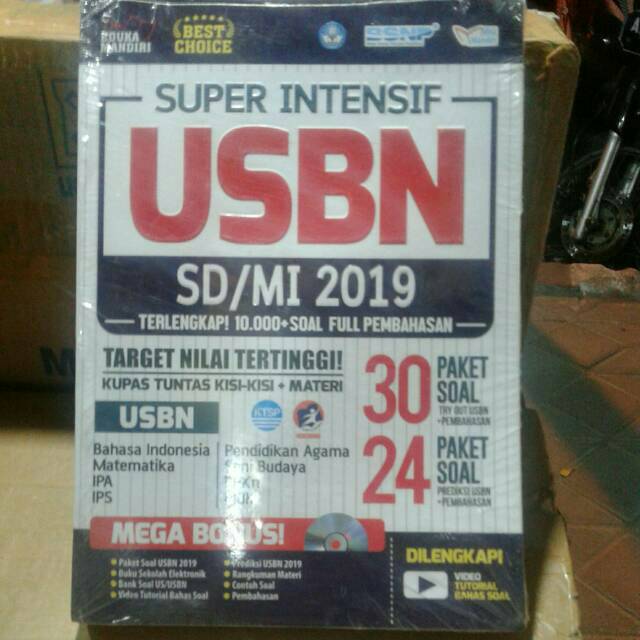 EDUKA
MANDIRI
BEST
CHOICE
BSNP
SUPER INTENSIF
USBN
SD/MI 2019
TERLENGKAP! 10.000+SOAL FULL PEMBAHASAN
TARGET NILAI TERTINGGI!
KUPAS TUNTAS KISI-KISI + MATERI
USBN
KTSP
Bahasa Indonesia
Matematika
IPA
IPS
Pendidikan Agama
Seni Budaya
30 PAKET
SOAL
TRY OUT USBN
+PEMBAHASAN
24 PAKET
SOAL
PREDIKSI USBN
+PEMBAHASAN
MEGA BONUS!
• Paket Soal USBN 2019
• Buku Sekolah Elektronik
• Bank Soal US/USBN
• Video Tutorial Bahas Soal
• Prediksi USBN 2019
• Rangkuman Materi
• Contoh Soal
• Pembahasan
DILENGKAPI
VIDEO
TUTORIAL
BAHAS SOAL